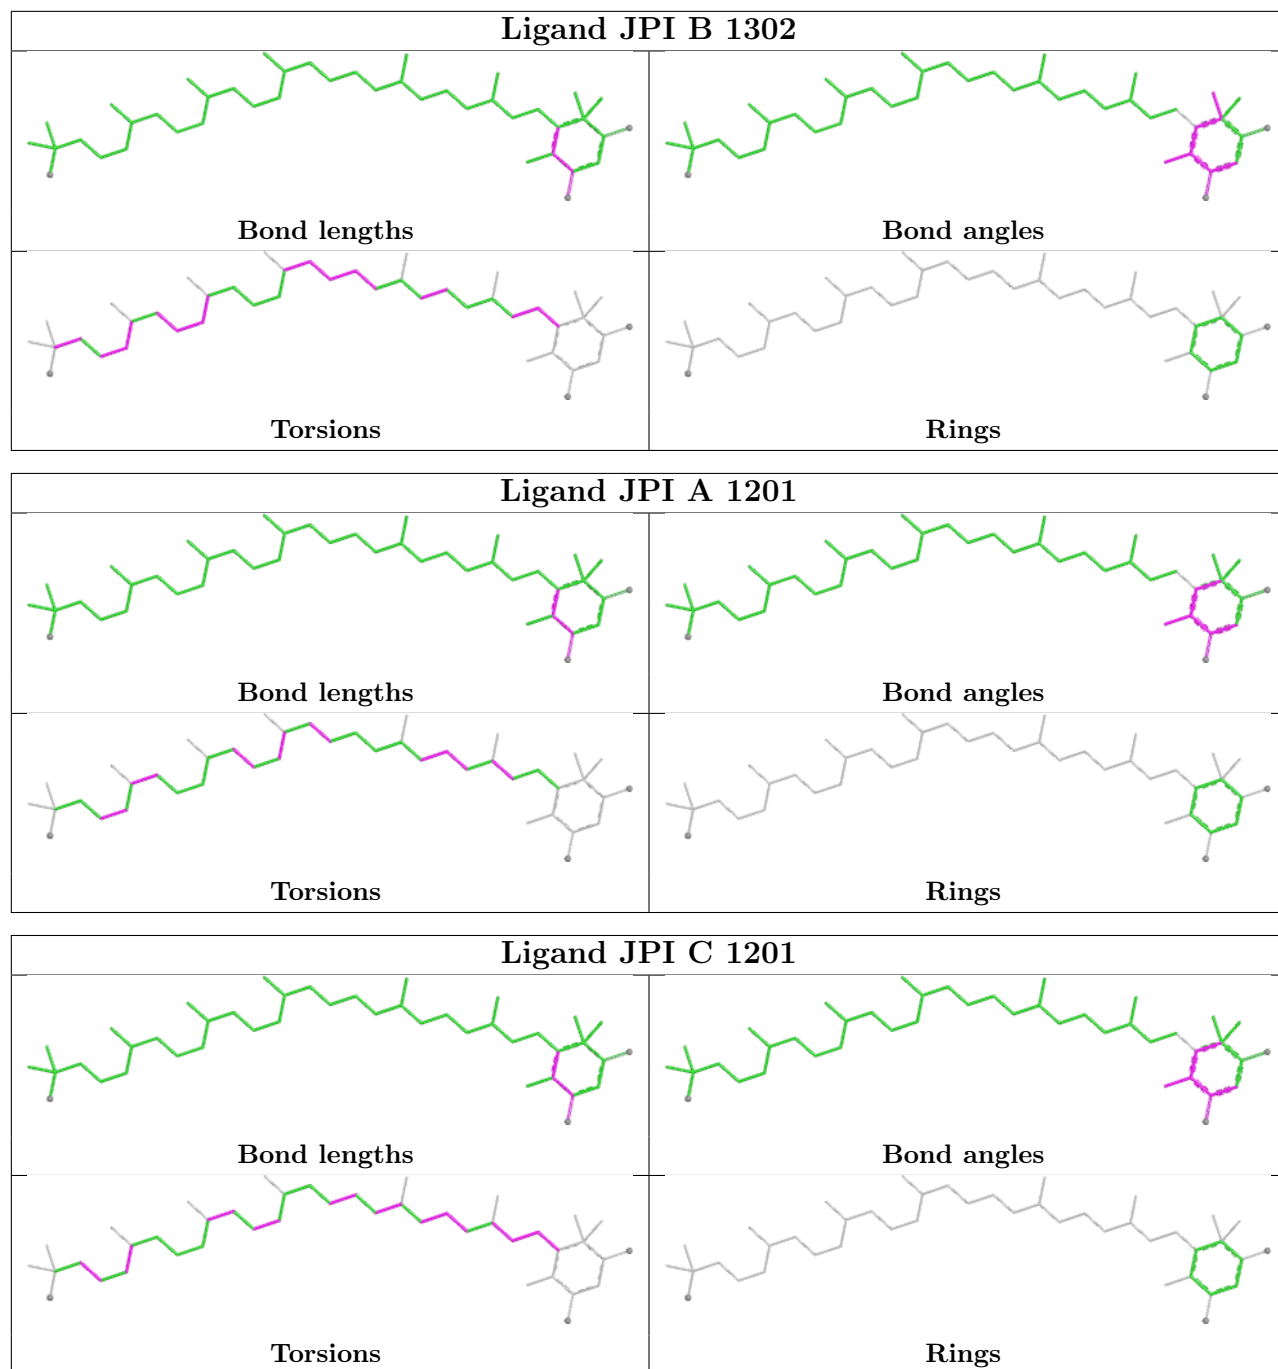 Ligand JPI B 1302
Bond lengths
Bond angles
Torsions
Rings
Ligand JPI A 1201
Bond lengths
Bond angles
Torsions
Rings
Ligand JPI C 1201
Bond lengths
Bond angles
Torsions
Rings